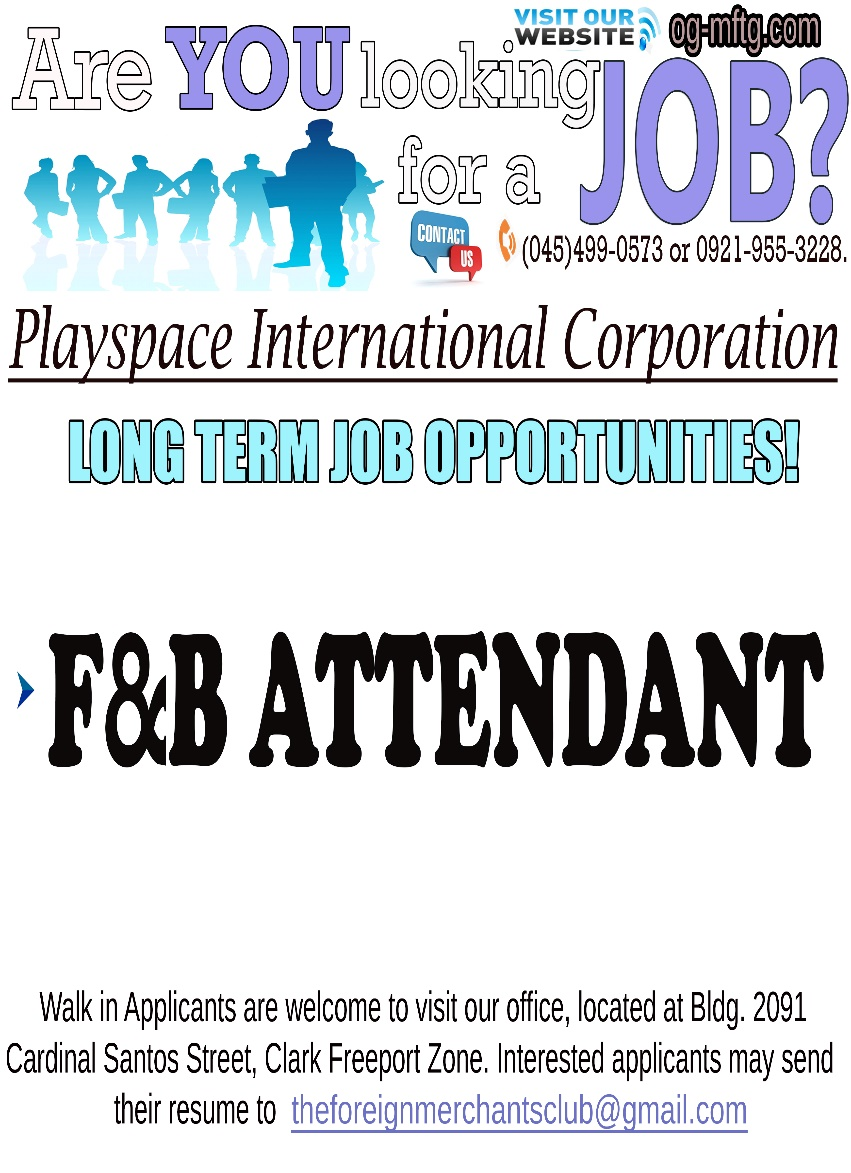 VISIT OUR
WEBSITE
og-mftg.com
Are YOU looking
for a
JOB?
CONTACT
US
(045)499-0573 or 0921-955-3228.
Playspace International Corporation
LONG TERM JOB OPPORTUNITIES!
F&B ATTENDANT
Walk in Applicants are welcome to visit our office, located at Bldg. 2091
Cardinal Santos Street, Clark Freeport Zone. Interested applicants may send
their resume to theforeignmerchantsclub@gmail.com